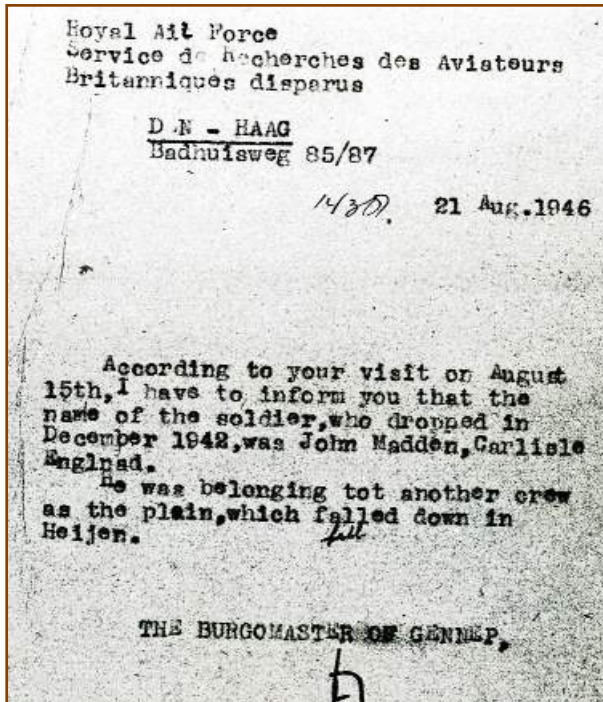 Royal Ait Force
Service de Recherches des Aviateurs
Britanniques disparus
D N - HAAG
Badhuisweg 85/87
21 Aug.1946
According to your visit on August
15th,I have to inform you that the
name of the soldier,who dropped in
December 1942,was John Madden,Carlisle
Englnad.
He was belonging tot another crew
as the plain,which falled down in
Heijen.
fell
THE BURGOMASTER OF GENNEP,